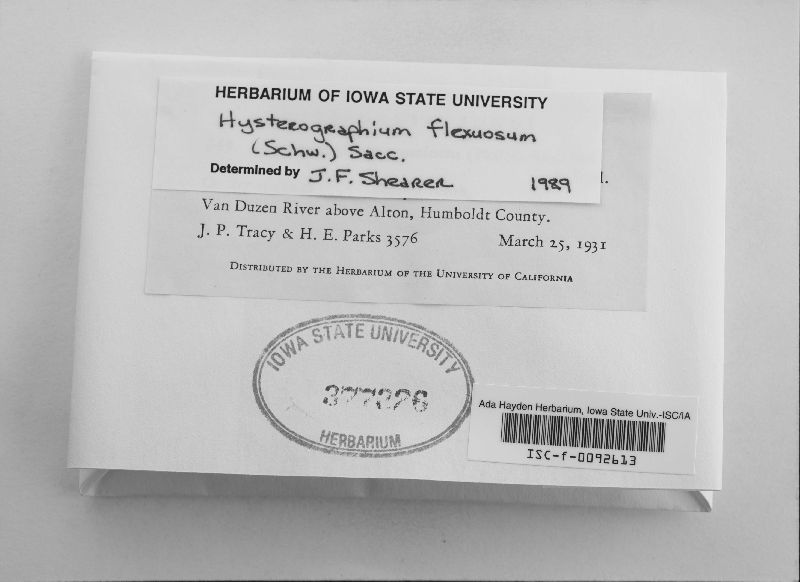 HERBARIUM OF IOWA STATE UNIVERSITY
Hysterographium flexuosum
(Schw.) Sacc.
Determined by J.F. Shearer 1989
Van Duzen River above Alton, Humboldt County.
J. P. Tracy & H. E. Parks 3576 March 25, 1931
Distributed by the Herbarium of the University of California
IOWA STATE UNIVERSITY
377326
HERBARIUM
Ada Hayden Herbarium, Iowa State Univ.-ISC/IA
ISC-f-0092613